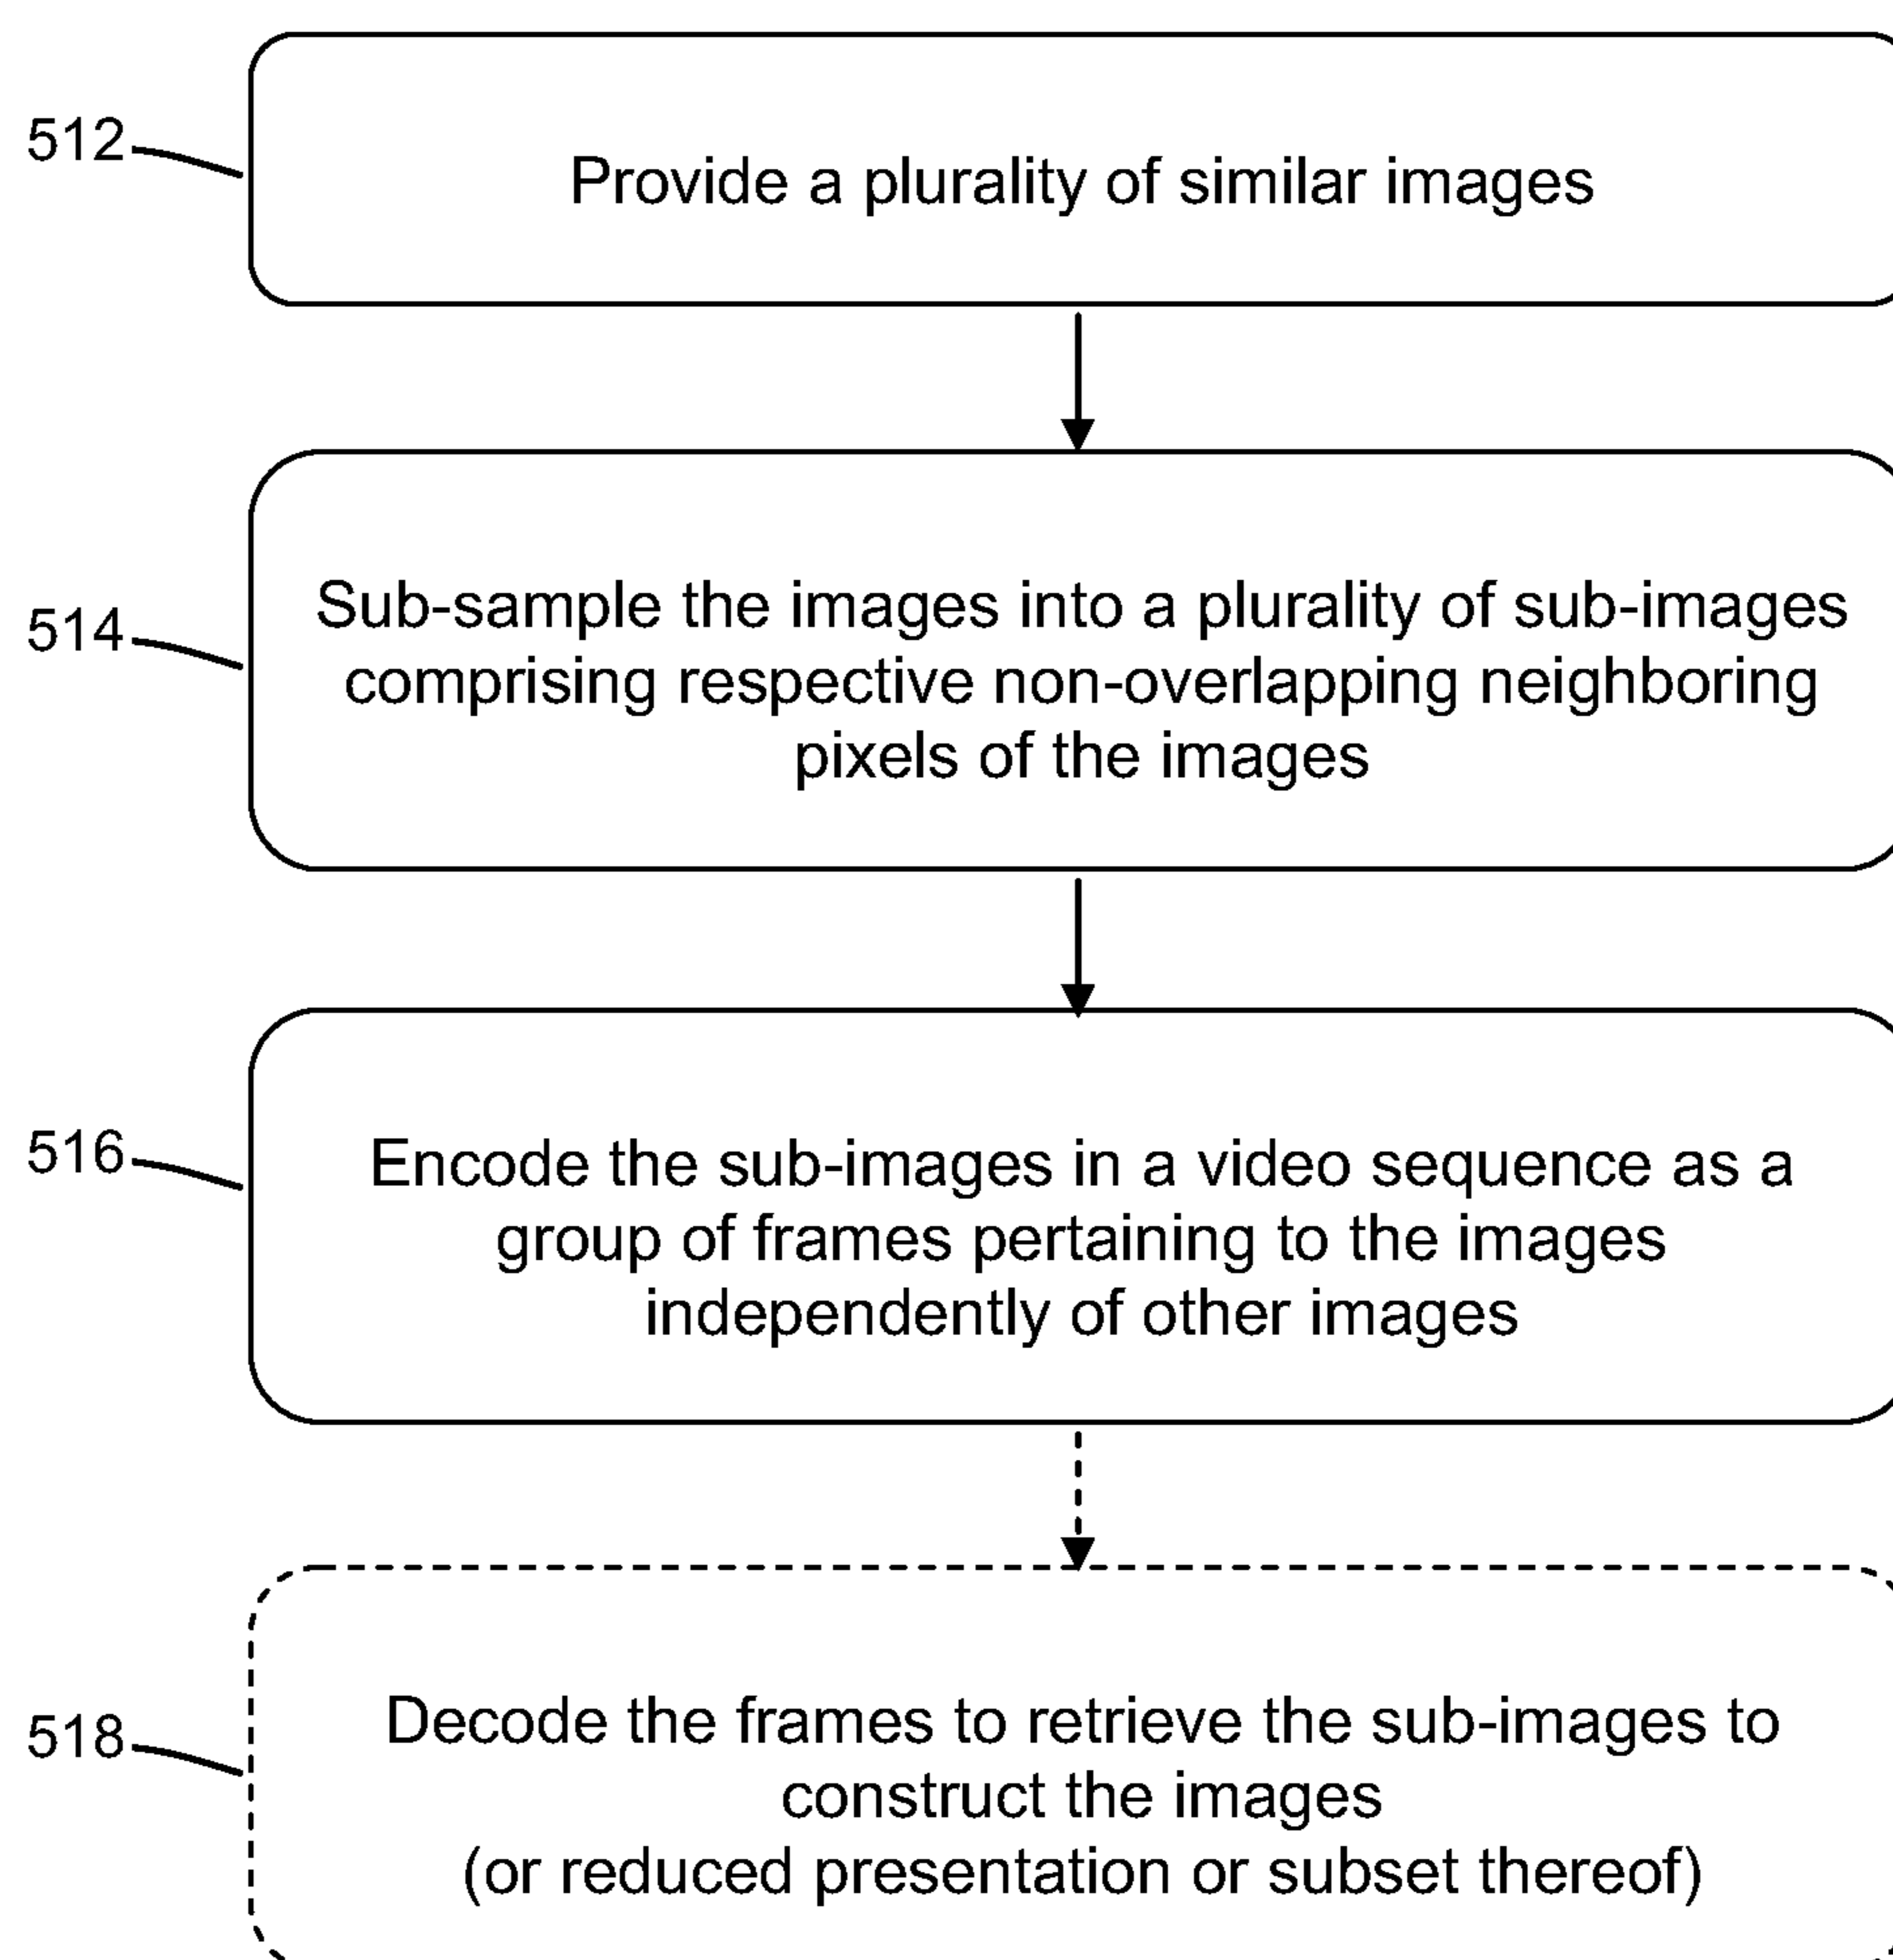 512
Provide a plurality of similar images
514
Sub-sample the images into a plurality of sub-images
comprising respective non-overlapping neighboring
pixels of the images
516
Encode the sub-images in a video sequence as a
group of frames pertaining to the images
independently of other images
518
Decode the frames to retrieve the sub-images to
construct the images
(or reduced presentation or subset thereof)